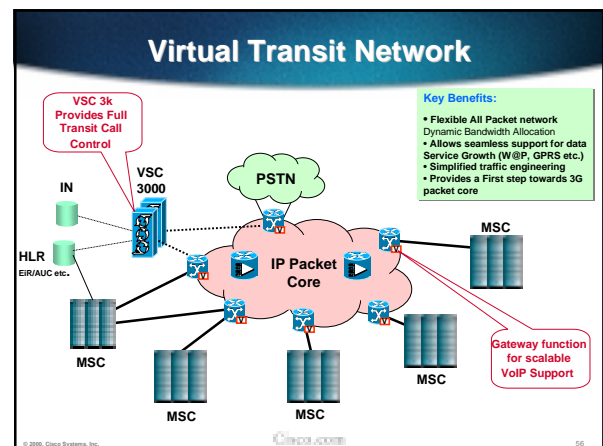 Virtual Transit Network
VSC 3k
Provides Full
Transit Call
Control
Key Benefits:
• Flexible All Packet network
Dynamic Bandwidth Allocation
• Allows seamless support for data
Service Growth (W@P, GPRS etc.)
• Simplified traffic engineering
• Provides a First step towards 3G
packet core
VSC
3000
PSTN
IN
MSC
HLR
EiR/AUC etc.
IP Packet
Core
V
V
V
V
V
V
MSC
Gateway function
for scalable
VoIP Support
MSC
MSC
MSC
© 2000, Cisco Systems, Inc.
Cisco.com
56